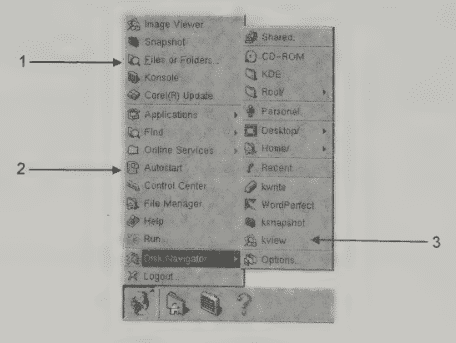 Image Viewer
Snapshot
1
Files or Folders...
Konsole
Corel(R) Update
Applications
Find
Online Services
2
Autostart
Control Center
File Manager
Help
Run...
Disk Navigator
Logout...
Shared:
CD-ROM
KDE
Root/
Personal:
Desktop/
Home/
Recent
kwrite
WordPerfect
ksnapshot
kview
3
Options...